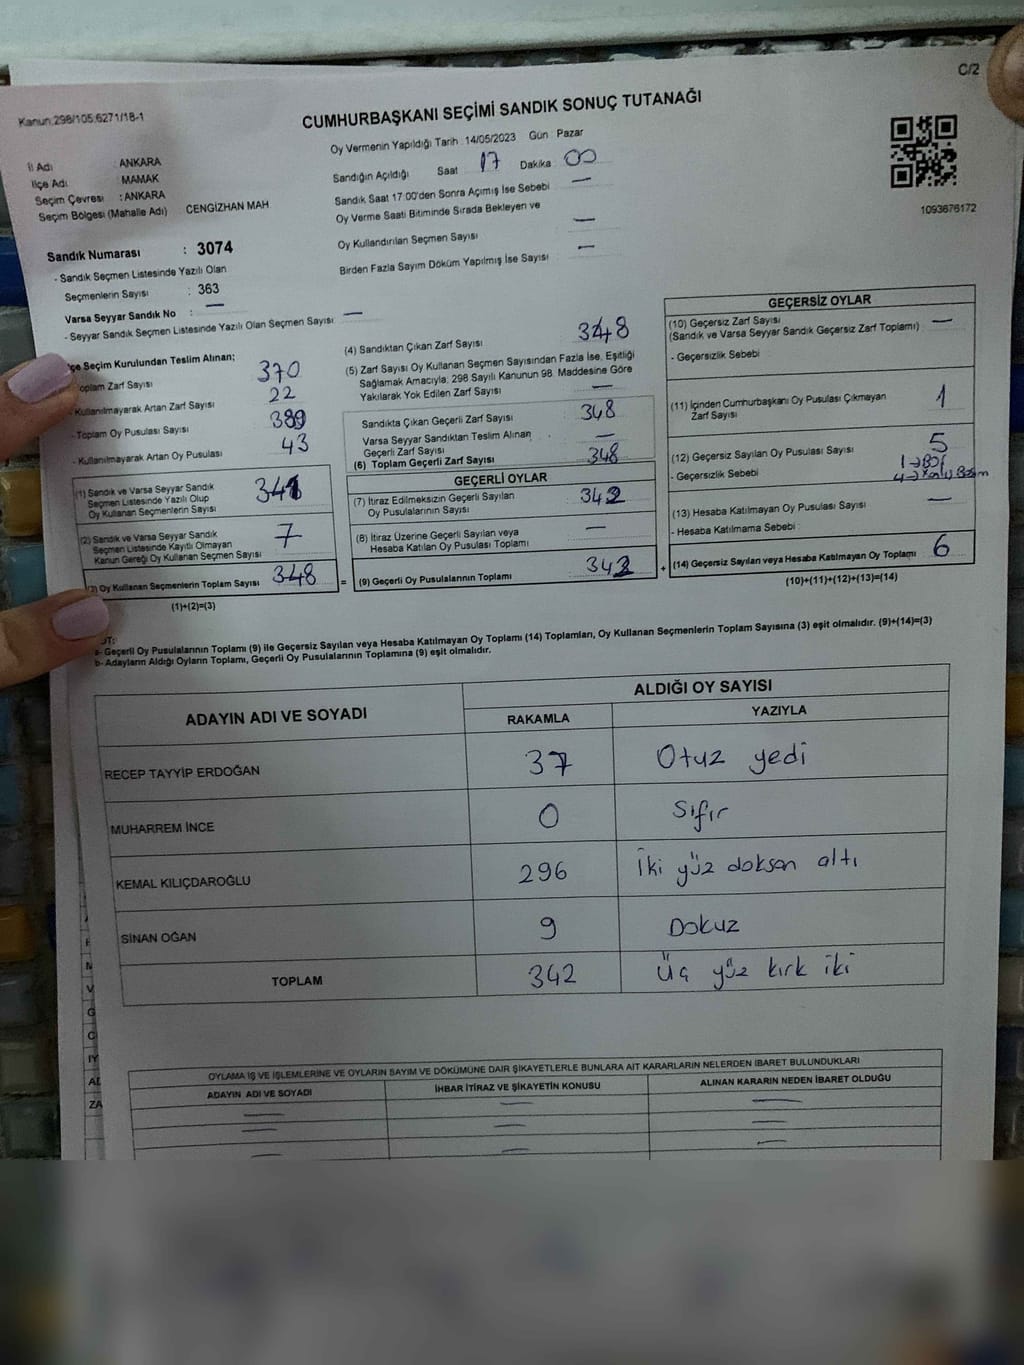 C/2
Kanun:298/105;6271/18-1
CUMHURBAŞKANI SEÇİMİ SANDIK SONUÇ TUTANAĞI
İl Adı : ANKARA
İlçe Adı : MAMAK
Seçim Çevresi : ANKARA
Seçim Bölgesi (Mahalle Adı) CENGİZHAN MAH.
Sandık Numarası : 3074
- Sandık Seçmen Listesinde Yazılı Olan
Seçmenlerin Sayısı : 363
Varsa Seyyar Sandık No : —
- Seyyar Sandık Seçmen Listesinde Yazılı Olan Seçmen Sayısı —
Oy Vermenin Yapıldığı Tarih : 14/05/2023 Gün Pazar
Sandığın Açıldığı Saat 17 Dakika 00
Sandık Saat 17:00'den Sonra Açımış İse Sebebi —
Oy Verme Saati Bitiminde Sırada Bekleyen ve
Oy Kullandırılan Seçmen Sayısı —
Birden Fazla Sayım Döküm Yapılmış İse Sayısı —
1093676172
İlçe Seçim Kurulundan Teslim Alınan;
- Toplam Zarf Sayısı 370
- Kullanılmayarak Artan Zarf Sayısı 22
- Toplam Oy Pusulası Sayısı
- Kullanılmayarak Artan Oy Pusulası 43
(1) Sandık ve Varsa Seyyar Sandık
Seçmen Listesinde Yazılı Olup
Oy Kullanan Seçmenlerin Sayısı 341
(2) Sandık ve Varsa Seyyar Sandık
Seçmen Listesinde Kayıtlı Olmayan
Kanun Gereği Oy Kullanan Seçmen Sayısı 7
(3) Oy Kullanan Seçmenlerin Toplam Sayısı 348 =
(1)+(2)=(3)
(4) Sandıktan Çıkan Zarf Sayısı 348
(5) Zarf Sayısı Oy Kullanan Seçmen Sayısından Fazla İse, Eşitliği
Sağlamak Amacıyla; 298 Sayılı Kanunun 98. Maddesine Göre
Yakılarak Yok Edilen Zarf Sayısı —
Sandıkta Çıkan Geçerli Zarf Sayısı 348
Varsa Seyyar Sandıktan Teslim Alınan
Geçerli Zarf Sayısı —
(6) Toplam Geçerli Zarf Sayısı 348
GEÇERLİ OYLAR
(7) İtiraz Edilmeksizin Geçerli Sayılan
Oy Pusulalarının Sayısı 342
(8) İtiraz Üzerine Geçerli Sayılan veya
Hesaba Katılan Oy Pusulası Toplamı —
(9) Geçerli Oy Pusulalarının Toplamı 342 +
GEÇERSİZ OYLAR
(10) Geçersiz Zarf Sayısı
(Sandık ve Varsa Seyyar Sandık Geçersiz Zarf Toplamı) —
- Geçersizlik Sebebi
(11) İçinden Cumhurbaşkanı Oy Pusulası Çıkmayan
Zarf Sayısı 1
(12) Geçersiz Sayılan Oy Pusulası Sayısı 5
- Geçersizlik Sebebi 1→Boş
(13) Hesaba Katılmayan Oy Pusulası Sayısı —
- Hesaba Katılmama Sebebi :
(14) Geçersiz Sayılan veya Hesaba Katılmayan Oy Toplamı 6
(10)+(11)+(12)+(13)=(14)
NOT:
a- Geçerli Oy Pusulalarının Toplamı (9) ile Geçersiz Sayılan veya Hesaba Katılmayan Oy Toplamı (14) Toplamları, Oy Kullanan Seçmenlerin Toplam Sayısına (3) eşit olmalıdır. (9)+(14)=(3)
b- Adayların Aldığı Oyların Toplamı, Geçerli Oy Pusulalarının Toplamına (9) eşit olmalıdır.
ADAYIN ADI VE SOYADI ALDIĞI OY SAYISI
RAKAMLA YAZIYLA
RECEP TAYYİP ERDOĞAN 37 Otuz yedi
MUHARREM İNCE 0 Sıfır
KEMAL KILIÇDAROĞLU 296 İki yüz doksan altı
SİNAN OĞAN 9 Dokuz
TOPLAM 342 Üç yüz kırk iki
OYLAMA İŞ VE İŞLEMLERİNE VE OYLARIN SAYIM VE DÖKÜMÜNE DAİR ŞİKAYETLERLE BUNLARA AİT KARARLARIN NELERDEN İBARET BULUNDUKLARI
ADAYIN ADI VE SOYADI İHBAR İTİRAZ VE ŞİKAYETİN KONUSU ALINAN KARARIN NEDEN İBARET OLDUĞU